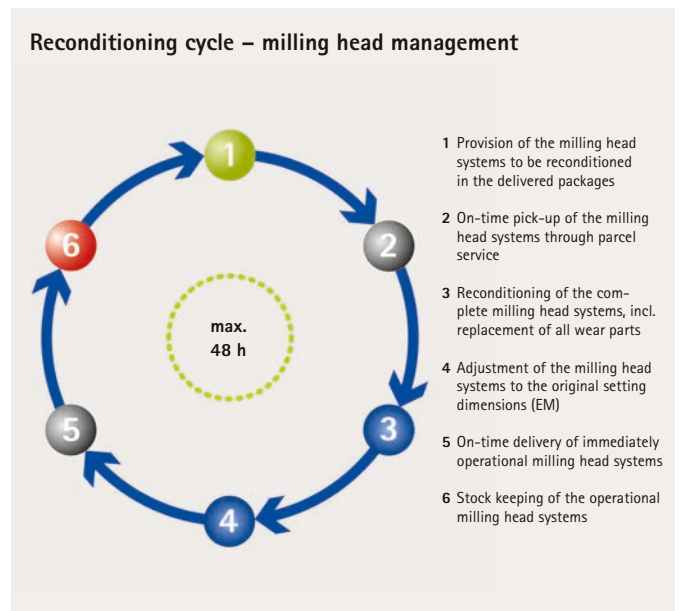 Reconditioning cycle – milling head management
1
2
3
4
5
6
max.
48 h
1 Provision of the milling head
systems to be reconditioned
in the delivered packages
2 On-time pick-up of the milling
head systems through parcel
service
3 Reconditioning of the com-
plete milling head systems, incl.
replacement of all wear parts
4 Adjustment of the milling head
systems to the original setting
dimensions (EM)
5 On-time delivery of immediately
operational milling head systems
6 Stock keeping of the operational
milling head systems